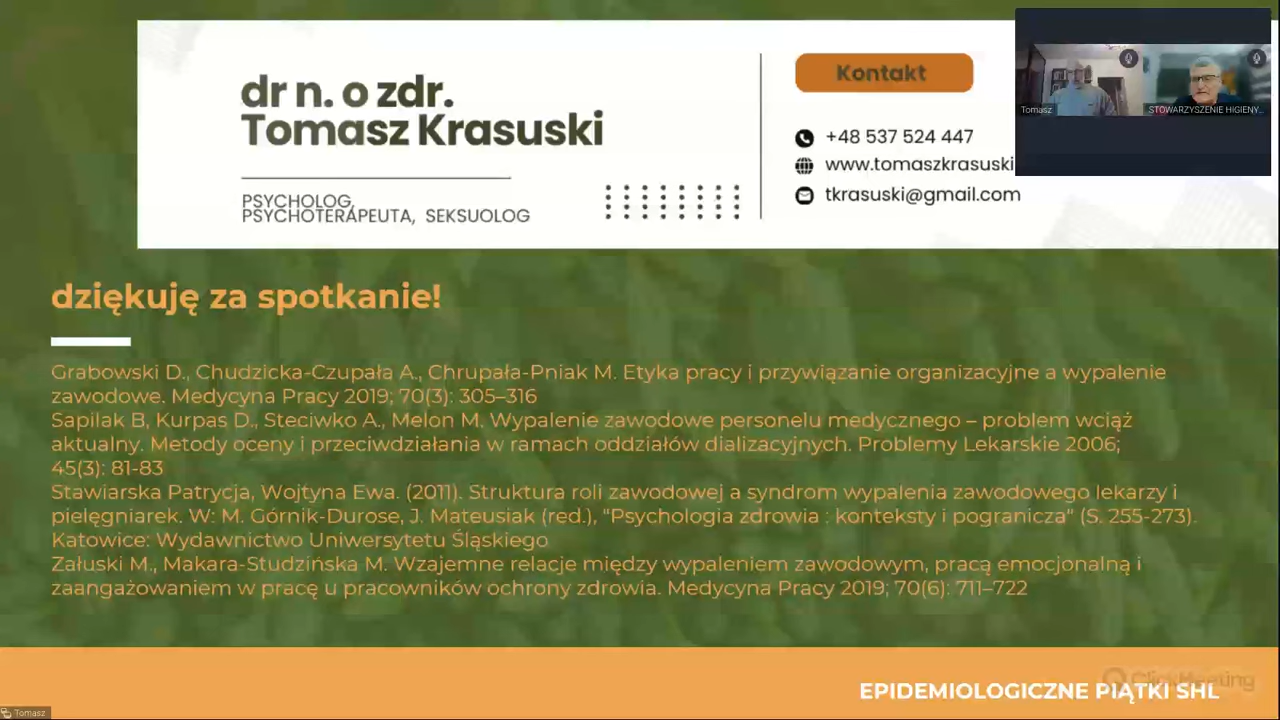 dr n. o zdr.
Tomasz Krasuski
PSYCHOLOG,
PSYCHOTERAPEUTA, SEKSUOLOG
Kontakt
+48 537 524 447
www.tomaszkrasuski
tkrasuski@gmail.com
Tomasz
STOWARZYSZENIE HIGIENY...
dziękuję za spotkanie!
Grabowski D., Chudzicka-Czupała A., Chrupała-Pniak M. Etyka pracy i przywiązanie organizacyjne a wypalenie
zawodowe. Medycyna Pracy 2019; 70(3): 305–316
Sapilak B, Kurpas D., Steciwko A., Melon M. Wypalenie zawodowe personelu medycznego – problem wciąż
aktualny. Metody oceny i przeciwdziałania w ramach oddziałów dializacyjnych. Problemy Lekarskie 2006;
45(3): 81-83
Stawiarska Patrycja, Wojtyna Ewa. (2011). Struktura roli zawodowej a syndrom wypalenia zawodowego lekarzy i
pielęgniarek. W: M. Górnik-Durose, J. Mateusiak (red.), "Psychologia zdrowia : konteksty i pogranicza" (S. 255-273).
Katowice: Wydawnictwo Uniwersytetu Śląskiego
Załuski M., Makara-Studzińska M. Wzajemne relacje między wypaleniem zawodowym, pracą emocjonalną i
zaangażowaniem w pracę u pracowników ochrony zdrowia. Medycyna Pracy 2019; 70(6): 711–722
ClickMeeting
EPIDEMIOLOGICZNE PIĄTKI SHL
Tomasz